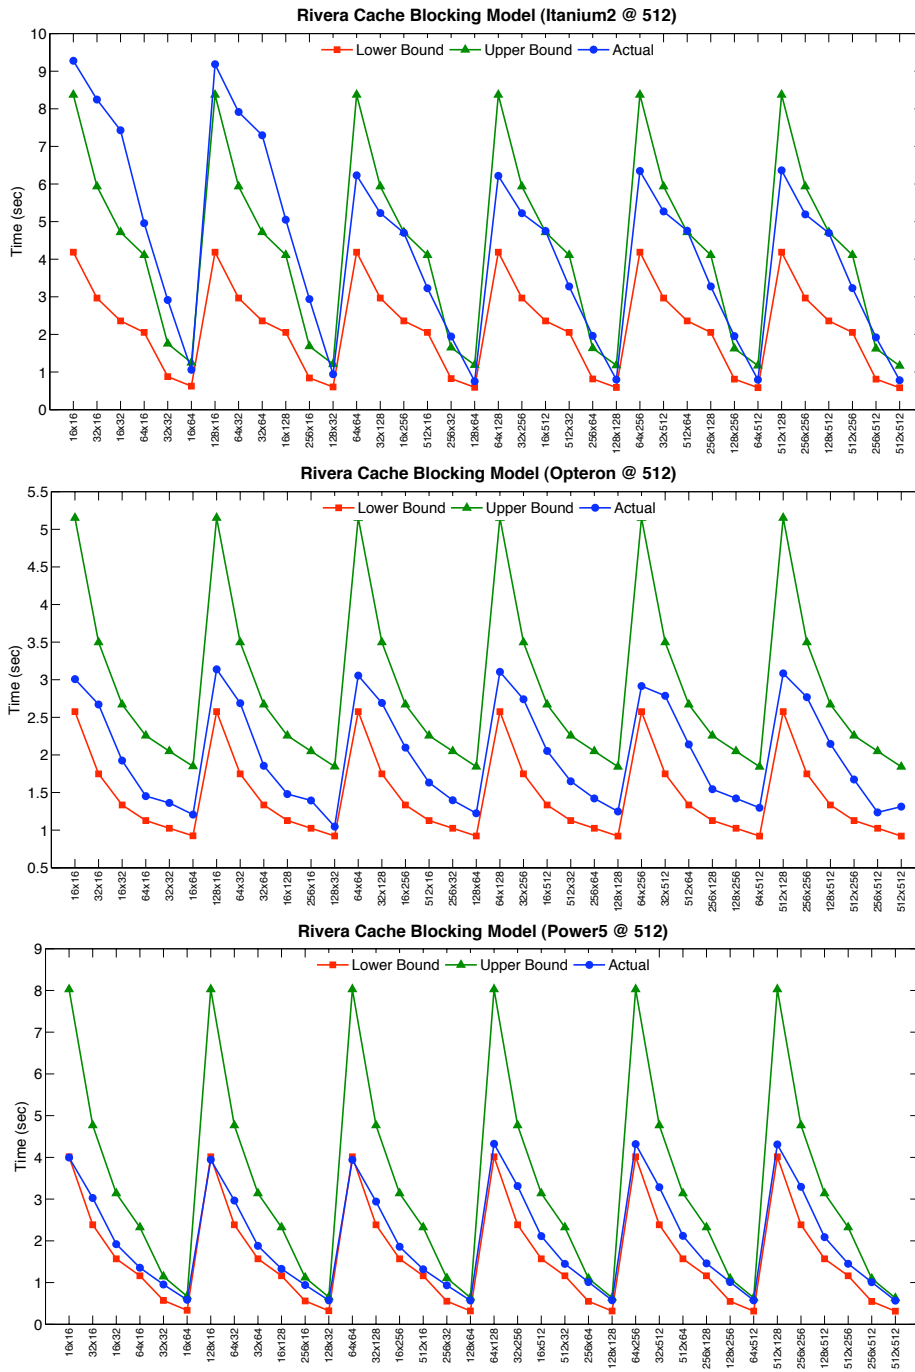 Rivera Cache Blocking Model (Itanium2 @ 512)
Lower Bound Upper Bound Actual
10
9
8
7
6
5
4
3
2
1
0
Time (sec)
16x16 32x16 16x32 64x16 32x32 16x64 128x16 64x32 32x64 16x128 256x16 128x32 64x64 32x128 16x256 512x16 256x32 128x64 64x128 32x256 16x512 512x32 256x64 128x128 64x256 32x512 512x64 256x128 128x256 64x512 512x128 256x256 128x512 512x256 256x512 512x512
Rivera Cache Blocking Model (Opteron @ 512)
Lower Bound Upper Bound Actual
5.5
5
4.5
4
3.5
3
2.5
2
1.5
1
0.5
Time (sec)
16x16 32x16 16x32 64x16 32x32 16x64 128x16 64x32 32x64 16x128 256x16 128x32 64x64 32x128 16x256 512x16 256x32 128x64 64x128 32x256 16x512 512x32 256x64 128x128 64x256 32x512 512x64 256x128 128x256 64x512 512x128 256x256 128x512 512x256 256x512 512x512
Rivera Cache Blocking Model (Power5 @ 512)
Lower Bound Upper Bound Actual
9
8
7
6
5
4
3
2
1
0
Time (sec)
16x16 32x16 16x32 64x16 32x32 16x64 128x16 64x32 32x64 16x128 256x16 128x32 64x64 32x128 16x256 512x16 256x32 128x64 64x128 32x256 16x512 512x32 256x64 128x128 64x256 32x512 512x64 256x128 128x256 64x512 512x128 256x256 128x512 512x256 256x512 512x512